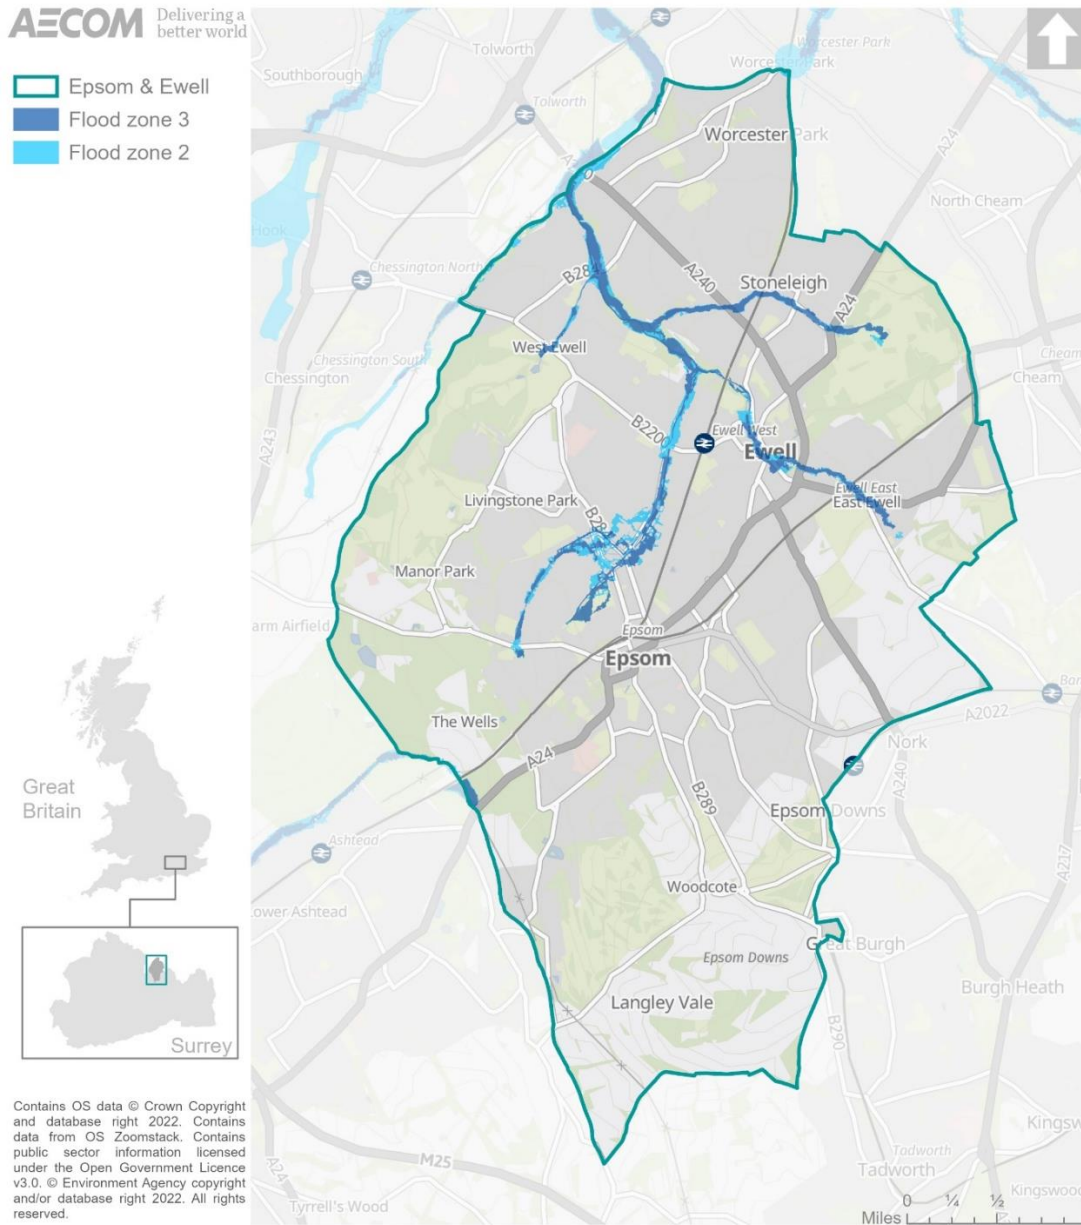 AECOM
Delivering a
better world
Epsom & Ewell
Flood zone 3
Flood zone 2
Great
Britain
Surrey
Contains OS data © Crown Copyright
and database right 2022. Contains
data from OS Zoomstack. Contains
public sector information licensed
under the Open Government Licence
v3.0. © Environment Agency copyright
and/or database right 2022. All rights
reserved.
Tolworth
Worcester Park
Southborough
Worcester Park
Tolworth
Worcester Park
A24
North Cheam
Hook
Chessington North
B284
A240
Stoneleigh
A24
West Ewell
Chessington South
Chessington
Cheam
Cheam
A243
B2200
Ewell West
Ewell
Ewell East
East Ewell
Livingstone Park
Manor Park
Epsom
Epsom
The Wells
A2022
Nork
A24
B289
A240
Epsom Downs
Ashtead
A217
Woodcote
Lower Ashtead
Great Burgh
Epsom Downs
Burgh Heath
Langley Vale
B290
M25
A24
Tadworth
Tadworth
Tyrrell's Wood
0 ¼ ½
Miles